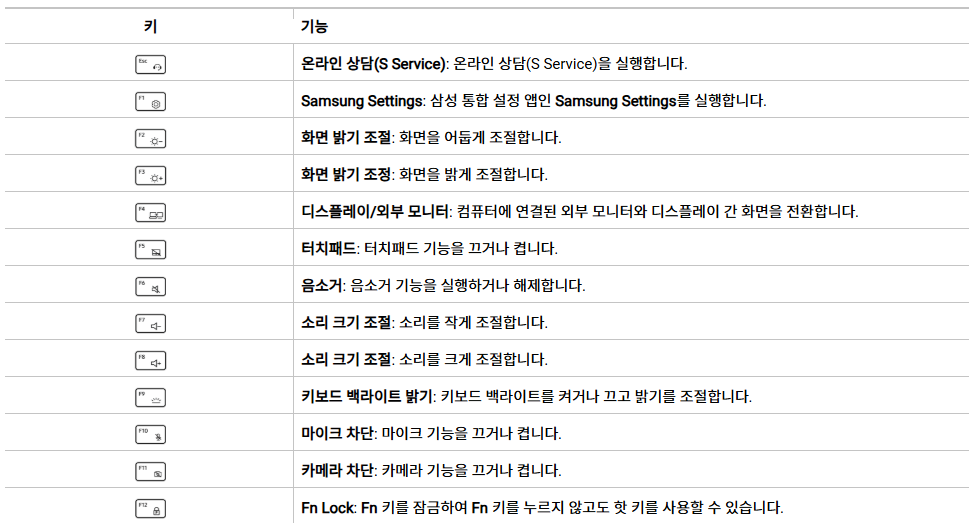 키 기능
Esc 온라인 상담(S Service): 온라인 상담(S Service)을 실행합니다.
F1 Samsung Settings: 삼성 통합 설정 앱인 Samsung Settings를 실행합니다.
F2 화면 밝기 조절: 화면을 어둡게 조절합니다.
F3 화면 밝기 조정: 화면을 밝게 조절합니다.
F4 디스플레이/외부 모니터: 컴퓨터에 연결된 외부 모니터와 디스플레이 간 화면을 전환합니다.
F5 터치패드: 터치패드 기능을 끄거나 켭니다.
F6 음소거: 음소거 기능을 실행하거나 해제합니다.
F7 소리 크기 조절: 소리를 작게 조절합니다.
F8 소리 크기 조절: 소리를 크게 조절합니다.
F9 키보드 백라이트 밝기: 키보드 백라이트를 켜거나 끄고 밝기를 조절합니다.
F10 마이크 차단: 마이크 기능을 끄거나 켭니다.
F11 카메라 차단: 카메라 기능을 끄거나 켭니다.
F12 Fn Lock: Fn 키를 잠금하여 Fn 키를 누르지 않고도 핫 키를 사용할 수 있습니다.